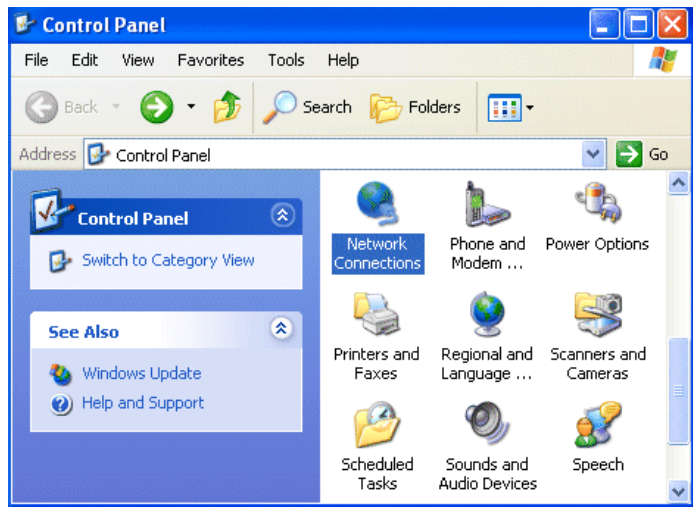 Control Panel
File Edit View Favorites Tools Help
Back Search Folders
Address Control Panel Go
Control Panel
Switch to Category View
See Also
Windows Update
Help and Support
Network Connections
Phone and Modem ...
Power Options
Printers and Faxes
Regional and Language ...
Scanners and Cameras
Scheduled Tasks
Sounds and Audio Devices
Speech